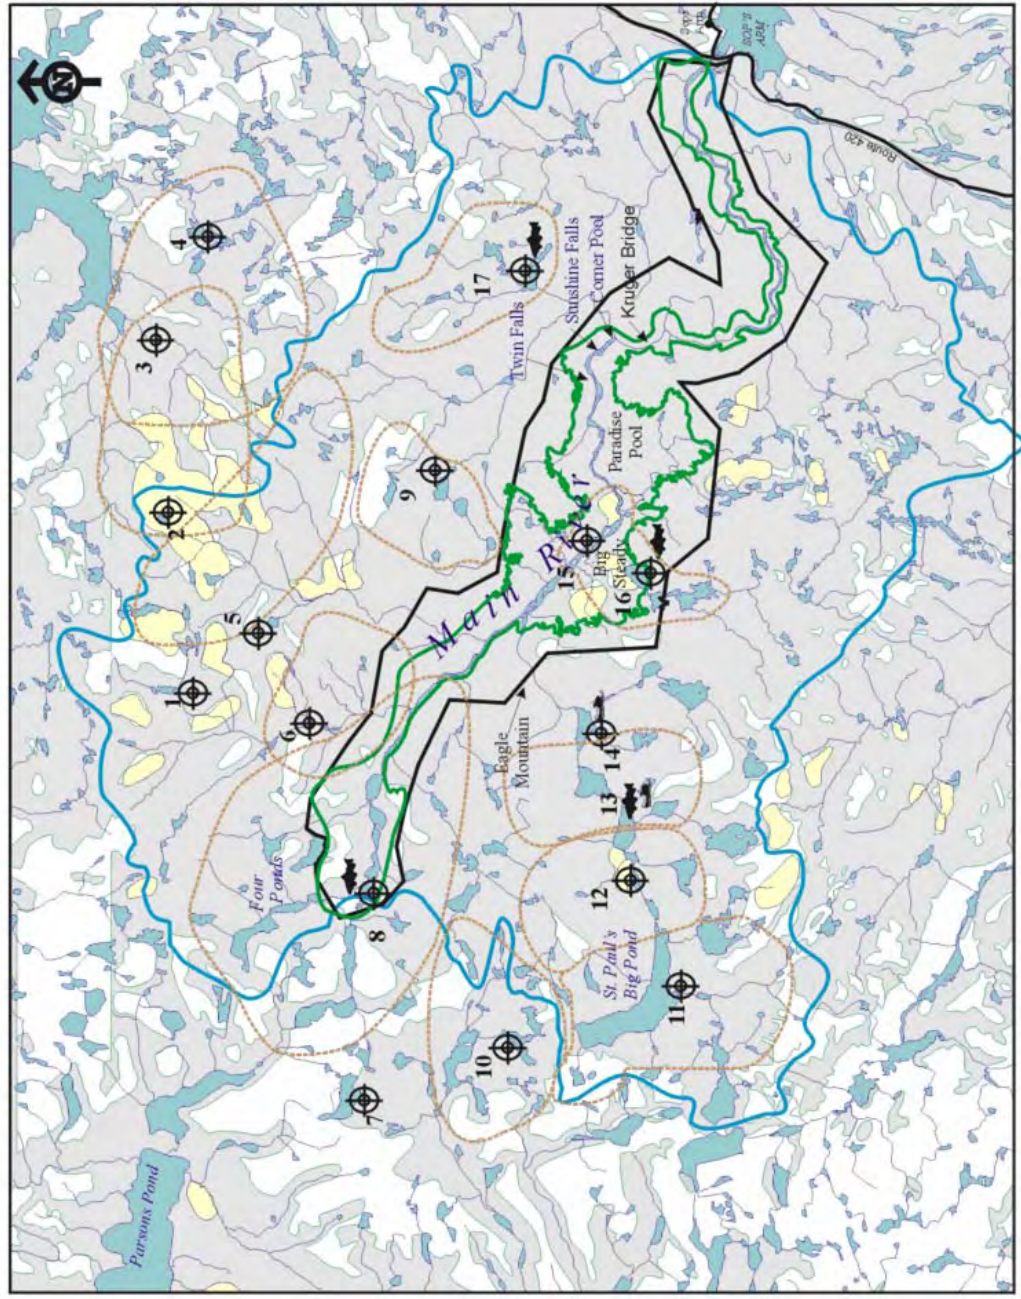 N
SOP'S
ARM
Route 420
4
3
17
Sunshine Falls
Corner Pool
Kruger Bridge
Twin Falls
2
9
Paradise
Pool
Main River
15
Big
Steady
16
5
1
6
Eagle
Mountain
14
13
12
Four
Ponds
8
St. Paul's
Big Pond
11
10
7
Parsons Pond